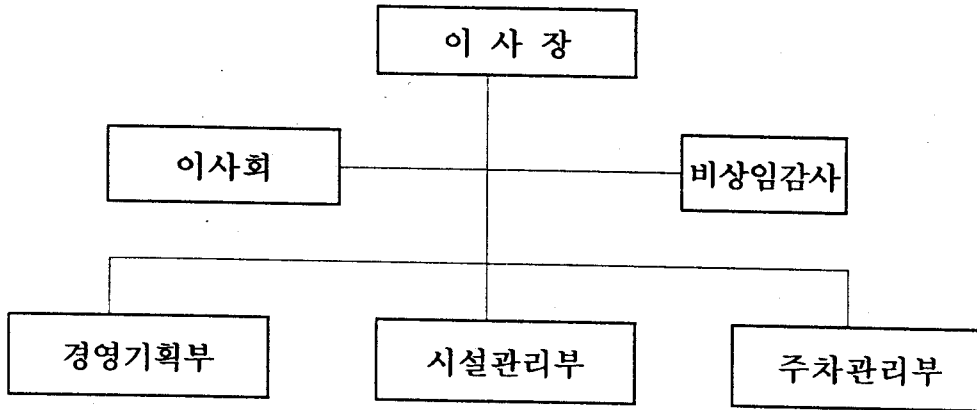 이 사 장
이사회
비상임감사
경영기획부
시설관리부
주차관리부